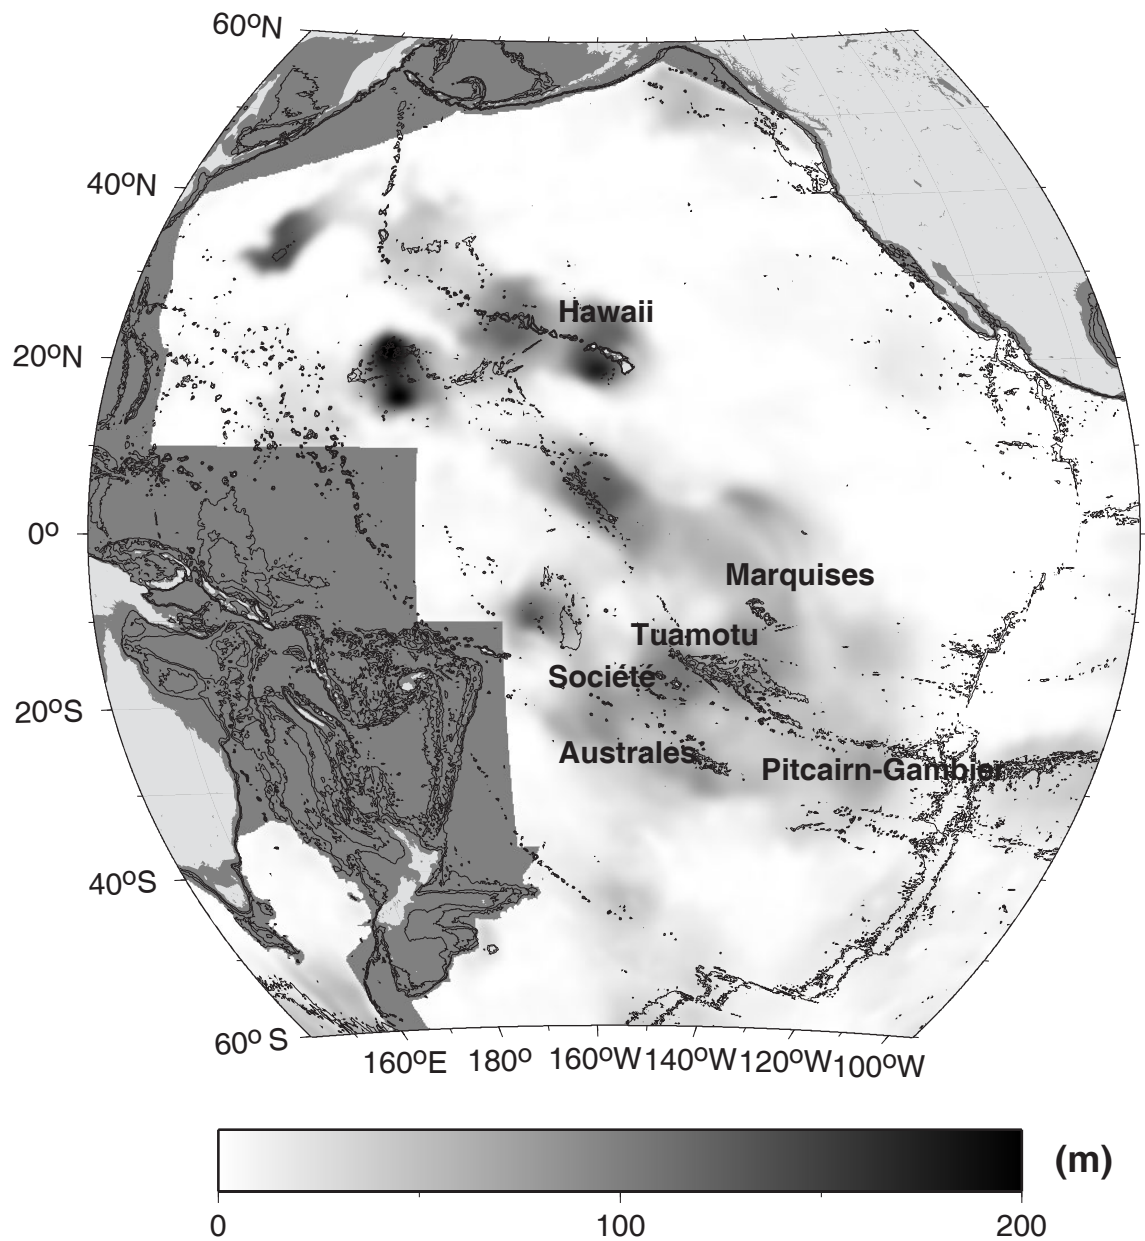 60ºN
40ºN
Hawaii
20ºN
0º
Marquises
Tuamotu
Société
20ºS
Australes
Pitcairn-Gambier
40ºS
60º S
160ºE 180º 160ºW 140ºW 120ºW 100ºW
(m)
0 100 200